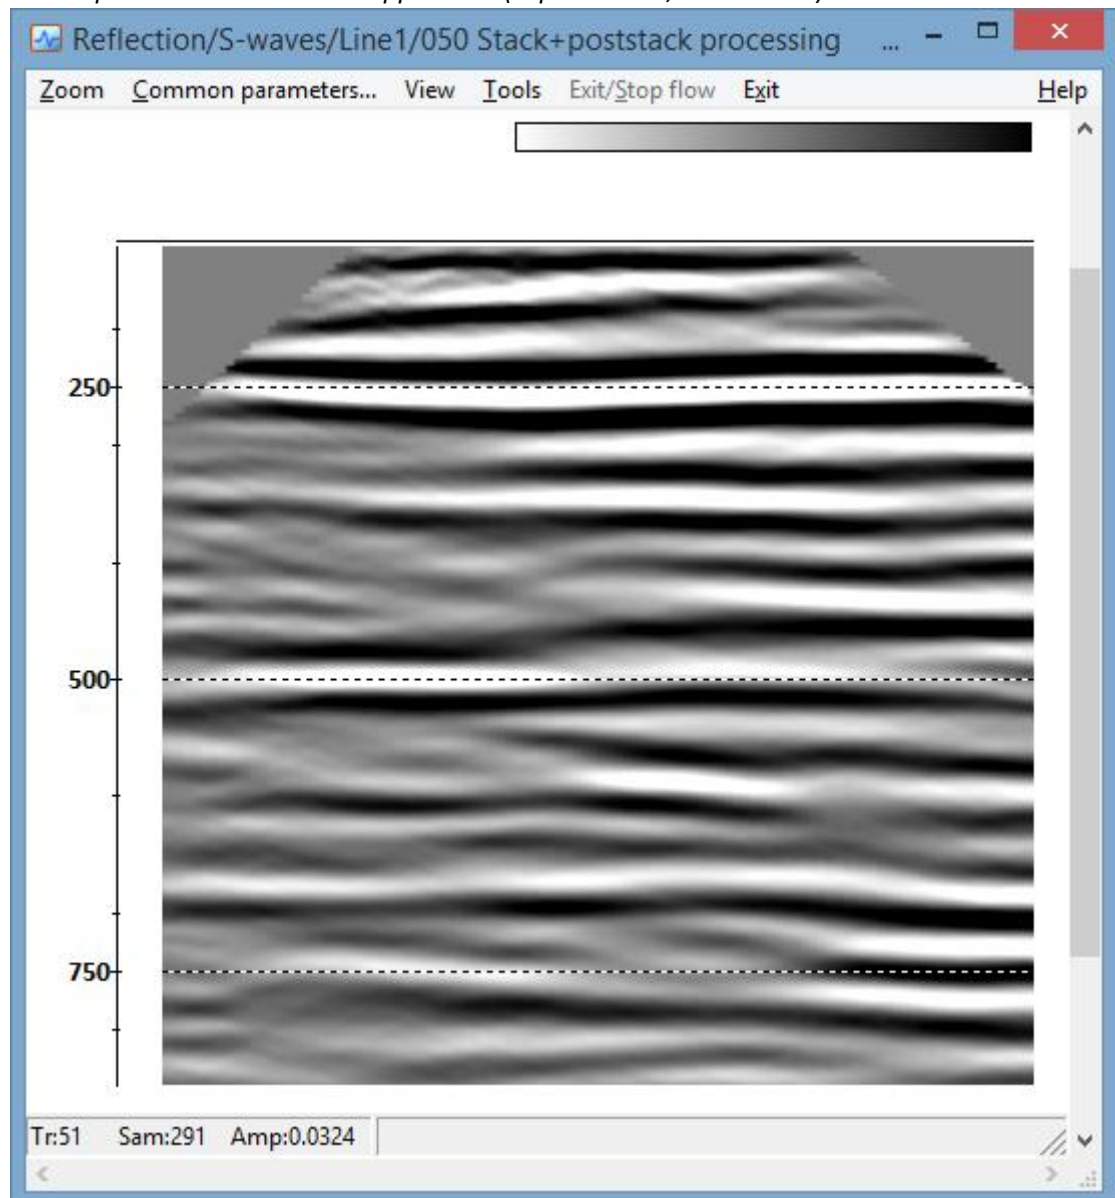 Reflection/S-waves/Line1/050 Stack+poststack processing ...
Zoom Common parameters... View Tools Exit/Stop flow Exit Help
250
500
750
Tr:51 Sam:291 Amp:0.0324